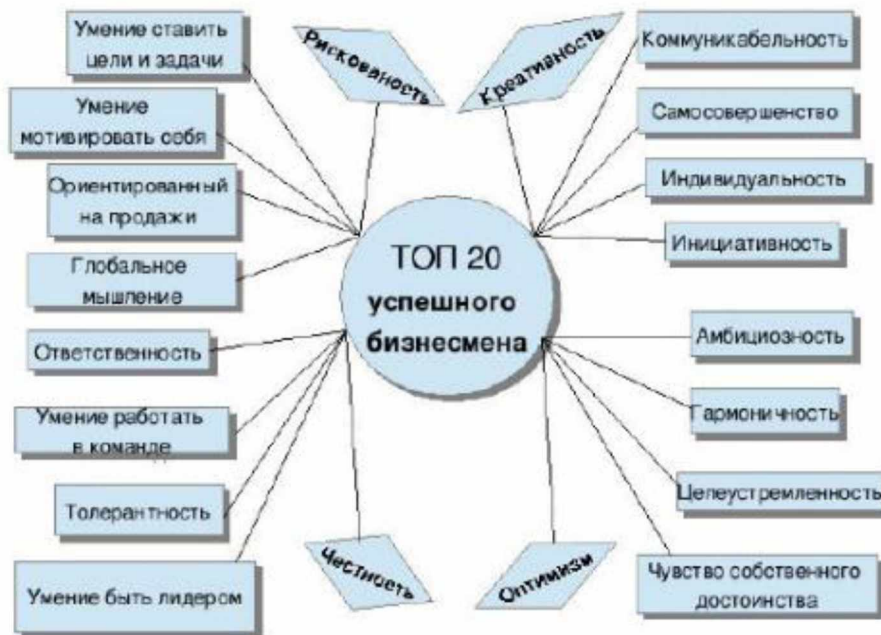 Умение ставить
цели и задачи
Рискованость
Креативность
Коммуникабельность
Умение
мотивировать себя
Самосовершенство
Ориентированный
на продажи
Индивидуальность
Глобальное
мышление
Инициативность
ТОП 20
успешного
бизнесмена
Ответственность
Амбициозность
Умение работать
в команде
Гармоничность
Толерантность
Целеустремленность
Умение быть лидером
Честность
Оптимизм
Чувство собственного
достоинства